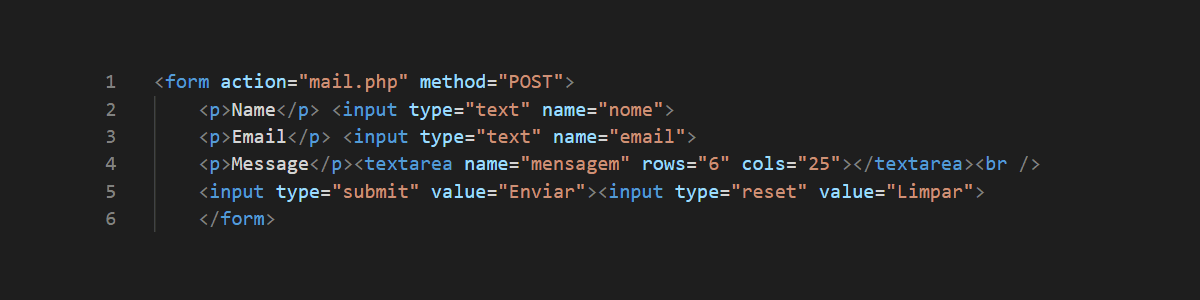 1 <form action="mail.php" method="POST">
2 <p>Name</p> <input type="text" name="nome">
3 <p>Email</p> <input type="text" name="email">
4 <p>Message</p><textarea name="mensagem" rows="6" cols="25"></textarea><br />
5 <input type="submit" value="Enviar"><input type="reset" value="Limpar">
6 </form>